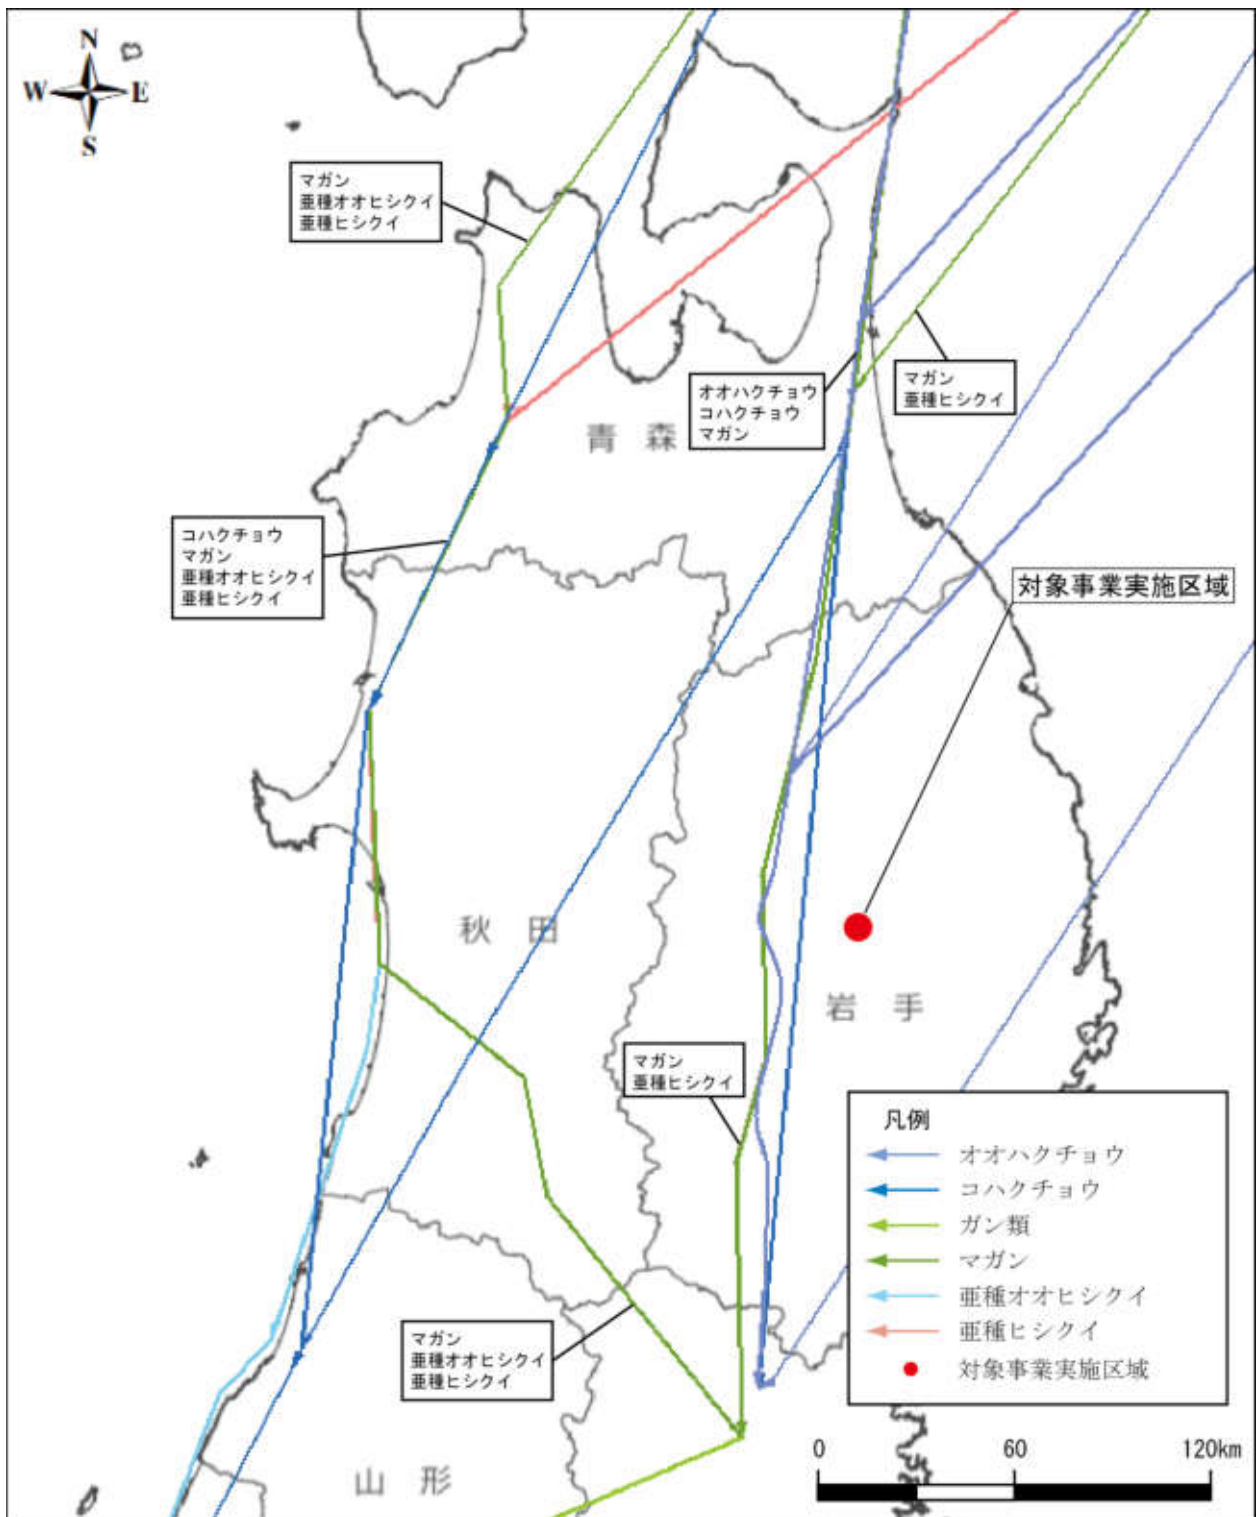 N
W E
S
マガン
亜種オオヒシクイ
亜種ヒシクイ
オオハクチョウ
コハクチョウ
マガン
マガン
亜種ヒシクイ
青 森
コハクチョウ
マガン
亜種オオヒシクイ
亜種ヒシクイ
対象事業実施区域
秋 田
岩 手
マガン
亜種ヒシクイ
凡例
オオハクチョウ
コハクチョウ
ガン類
マガン
亜種オオヒシクイ
亜種ヒシクイ
対象事業実施区域
マガン
亜種オオヒシクイ
亜種ヒシクイ
山 形
0 60 120km